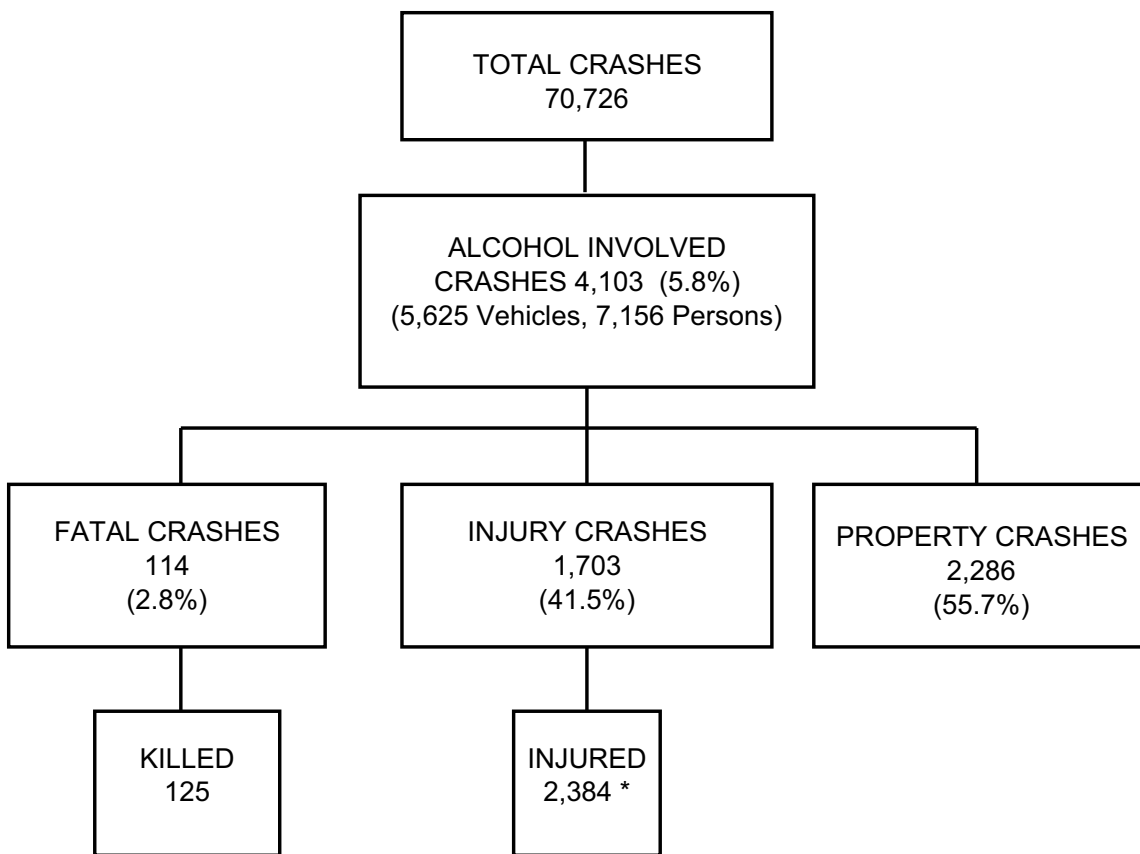 TOTAL CRASHES
70,726
ALCOHOL INVOLVED
CRASHES 4,103 (5.8%)
(5,625 Vehicles, 7,156 Persons)
FATAL CRASHES
114
(2.8%)
INJURY CRASHES
1,703
(41.5%)
PROPERTY CRASHES
2,286
(55.7%)
KILLED
125
INJURED
2,384 *